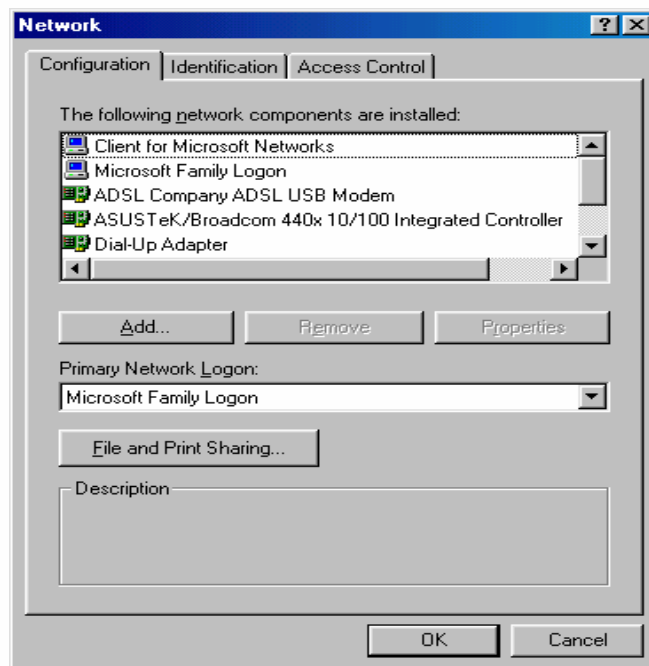 Network
Configuration Identification Access Control
The following network components are installed:
Client for Microsoft Networks
Microsoft Family Logon
ADSL Company ADSL USB Modem
ASUSTeK/Broadcom 440x 10/100 Integrated Controller
Dial-Up Adapter
Add... Remove Properties
Primary Network Logon:
Microsoft Family Logon
File and Print Sharing...
Description
OK Cancel